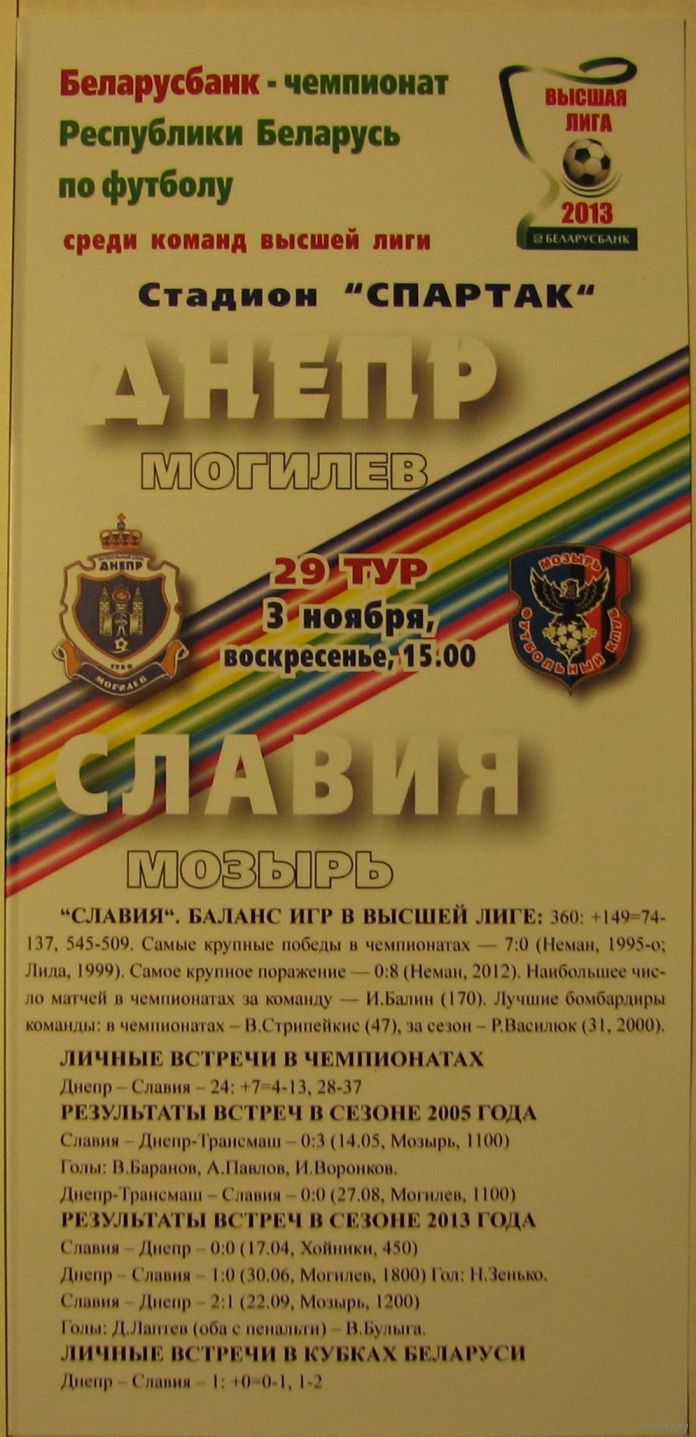 Беларусбанк - чемпионат
Республики Беларусь
по футболу
среди команд высшей лиги
ВЫСШАЯ
ЛИГА
2013
БЕЛАРУСБАНК
Стадион "СПАРТАК"
ДНЕПР
МОГИЛЕВ
ДНЕПР
МОГИЛЕВ
29 ТУР
3 ноября,
воскресенье, 15.00
МОЗЫРЬ
ФУТБОЛЬНЫЙ КЛУБ
СЛАВИЯ
МОЗЫРЬ
"СЛАВИЯ". БАЛАНС ИГР В ВЫСШЕЙ ЛИГЕ: 360: +149=74-
137, 545-509. Самые крупные победы в чемпионатах — 7:0 (Неман, 1995-о;
Лида, 1999). Самое крупное поражение — 0:8 (Неман, 2012). Наибольшее чис-
ло матчей в чемпионатах за команду — И.Балин (170). Лучшие бомбардиры
команды: в чемпионатах – В.Стрипейкис (47), за сезон – Р.Василюк (31, 2000).
ЛИЧНЫЕ ВСТРЕЧИ В ЧЕМПИОНАТАХ
Днепр – Славия – 24: +7=4-13, 28-37
РЕЗУЛЬТАТЫ ВСТРЕЧ В СЕЗОНЕ 2005 ГОДА
Славия – Днепр-Трансмаш – 0:3 (14.05, Мозырь, 1100)
Голы: В.Баранов, А.Павлов, И.Воронков.
Днепр-Трансмаш – Славия – 0:0 (27.08, Могилев, 1100)
РЕЗУЛЬТАТЫ ВСТРЕЧ В СЕЗОНЕ 2013 ГОДА
Славия – Днепр – 0:0 (17.04, Хойники, 450)
Днепр – Славия – 1:0 (30.06, Могилев, 1800) Гол: Н.Зенько.
Славия – Днепр – 2:1 (22.09, Мозырь, 1200)
Голы: Д.Лаптев (оба с пенальти) – В.Булыга.
ЛИЧНЫЕ ВСТРЕЧИ В КУБКАХ БЕЛАРУСИ
Днепр – Славия – 1: +0=0-1, 1-2